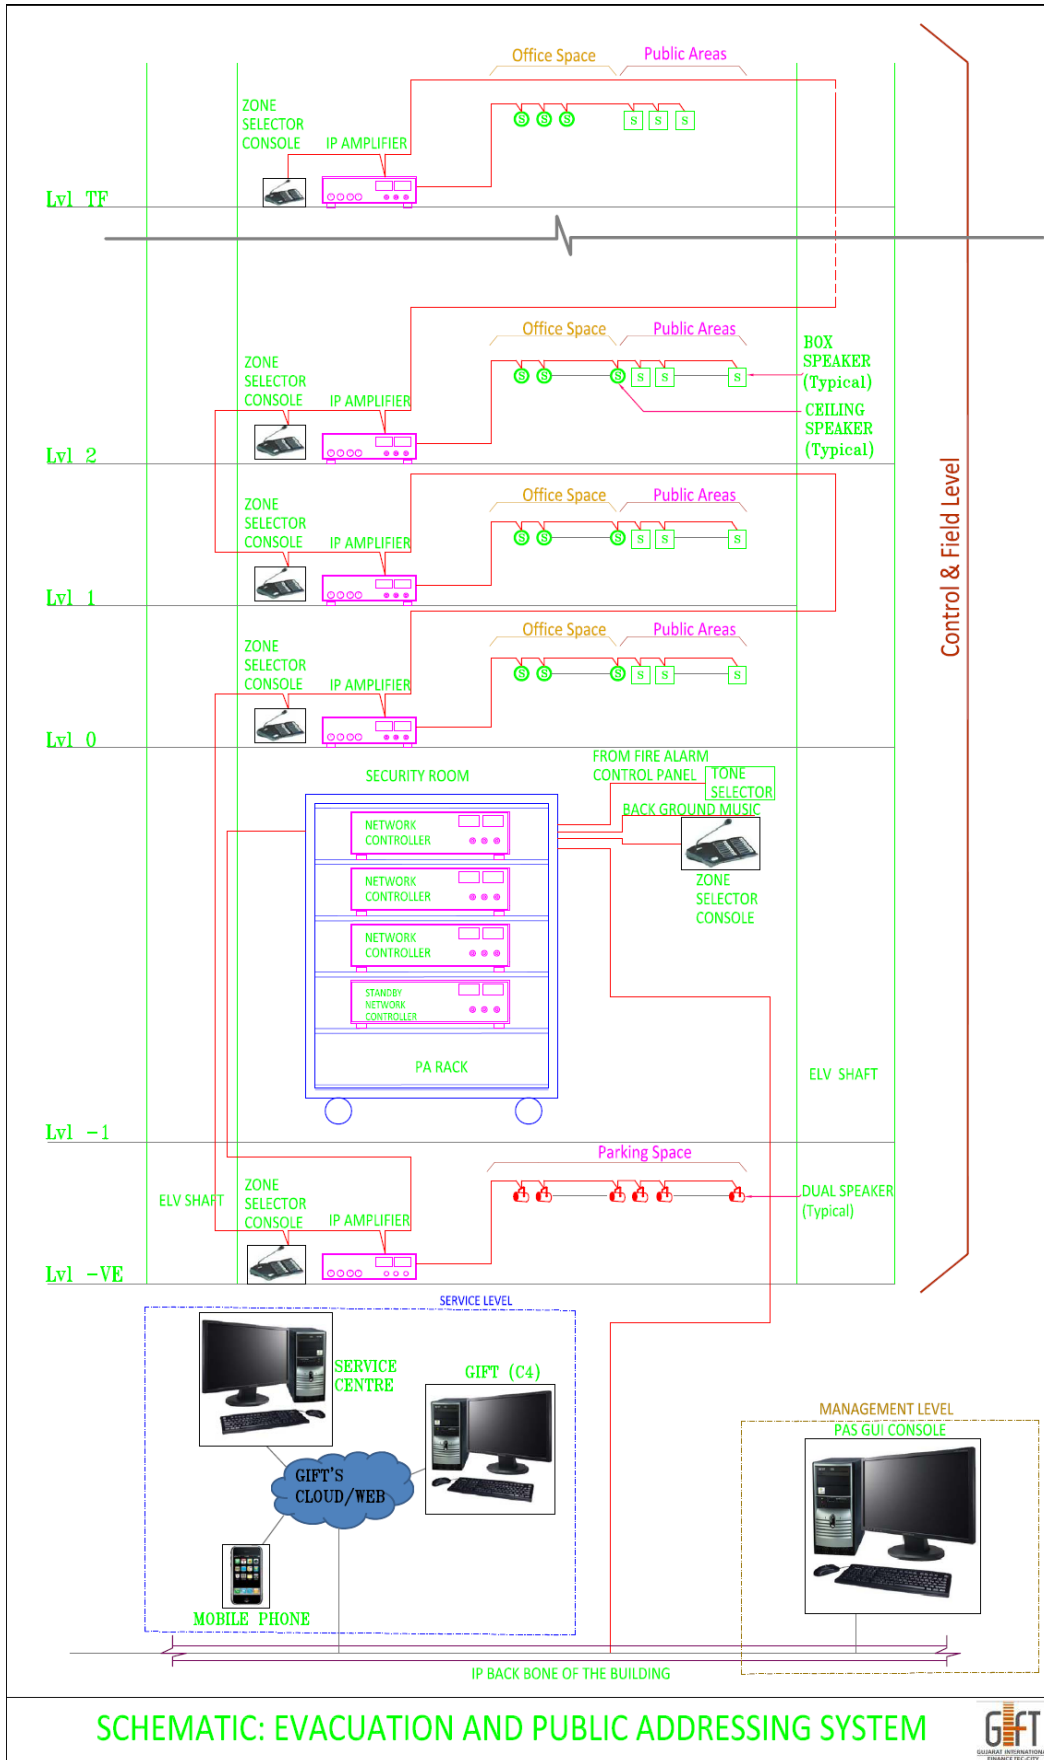 Office Space
Public Areas
ZONE
SELECTOR
CONSOLE
IP AMPLIFIER
S S S S S S
Lvl TF
Office Space
Public Areas
BOX
SPEAKER
(Typical)
ZONE
SELECTOR
CONSOLE
IP AMPLIFIER
S S S S S S
CEILING
SPEAKER
(Typical)
Lvl 2
Office Space
Public Areas
ZONE
SELECTOR
CONSOLE
IP AMPLIFIER
S S S S S S
Lvl 1
Office Space
Public Areas
ZONE
SELECTOR
CONSOLE
IP AMPLIFIER
S S S S S S
Lvl 0
Control & Field Level
SECURITY ROOM
FROM FIRE ALARM
CONTROL PANEL
TONE
SELECTOR
BACK GROUND MUSIC
ZONE
SELECTOR
CONSOLE
NETWORK
CONTROLLER
NETWORK
CONTROLLER
NETWORK
CONTROLLER
STANDBY
NETWORK
CONTROLLER
PA RACK
ELV SHAFT
Lvl -1
Parking Space
ELV SHAFT
ZONE
SELECTOR
CONSOLE
IP AMPLIFIER
DUAL SPEAKER
(Typical)
Lvl -VE
SERVICE LEVEL
SERVICE
CENTRE
GIFT (C4)
GIFT'S
CLOUD/WEB
MOBILE PHONE
MANAGEMENT LEVEL
PAS GUI CONSOLE
IP BACK BONE OF THE BUILDING
SCHEMATIC: EVACUATION AND PUBLIC ADDRESSING SYSTEM
GIFT
GUJARAT INTERNATIONAL
FINANCE TEC-CITY